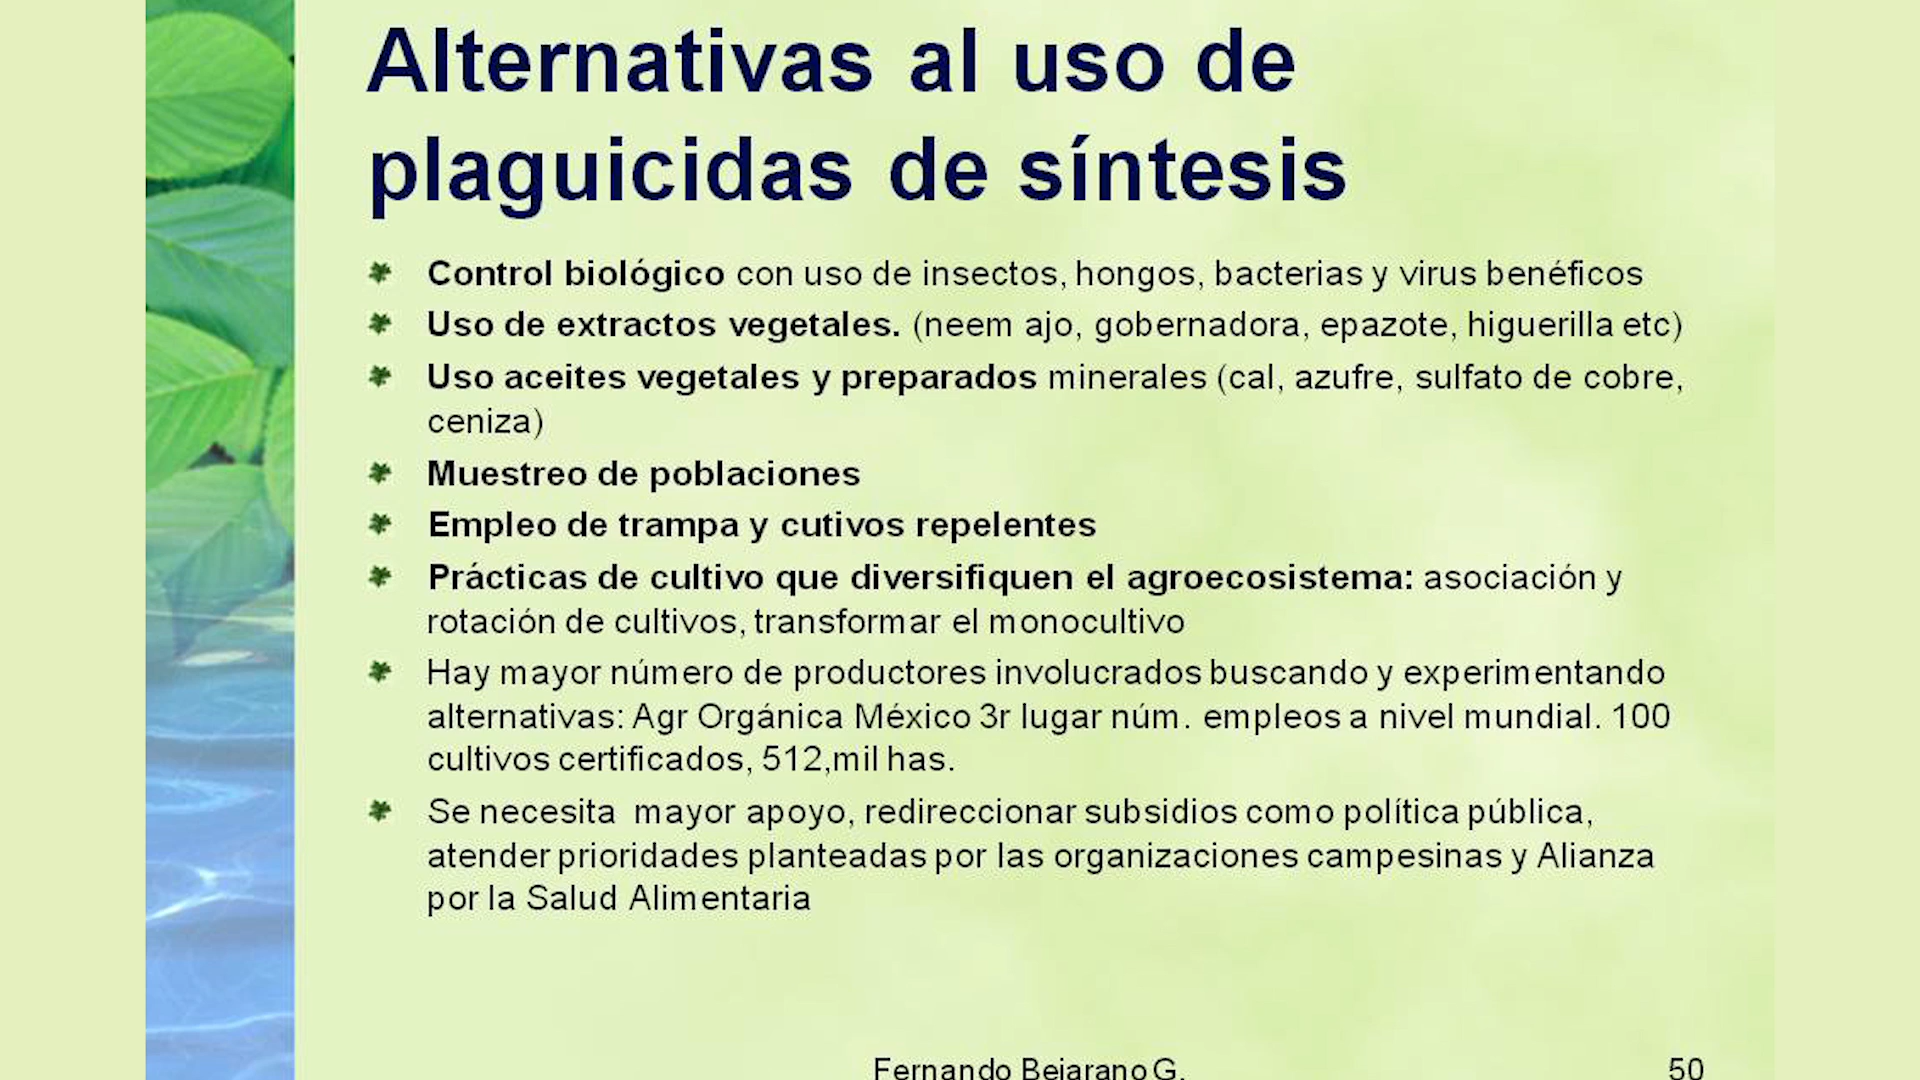 Alternativas al uso de
plaguicidas de síntesis
Control biológico con uso de insectos, hongos, bacterias y virus benéficos
Uso de extractos vegetales. (neem ajo, gobernadora, epazote, higuerilla etc)
Uso aceites vegetales y preparados minerales (cal, azufre, sulfato de cobre,
ceniza)
Muestreo de poblaciones
Empleo de trampa y cutivos repelentes
Prácticas de cultivo que diversifiquen el agroecosistema: asociación y
rotación de cultivos, transformar el monocultivo
Hay mayor número de productores involucrados buscando y experimentando
alternativas: Agr Orgánica México 3r lugar núm. empleos a nivel mundial. 100
cultivos certificados, 512,mil has.
Se necesita mayor apoyo, redireccionar subsidios como política pública,
atender prioridades planteadas por las organizaciones campesinas y Alianza
por la Salud Alimentaria
Fernando Bejarano G.
50